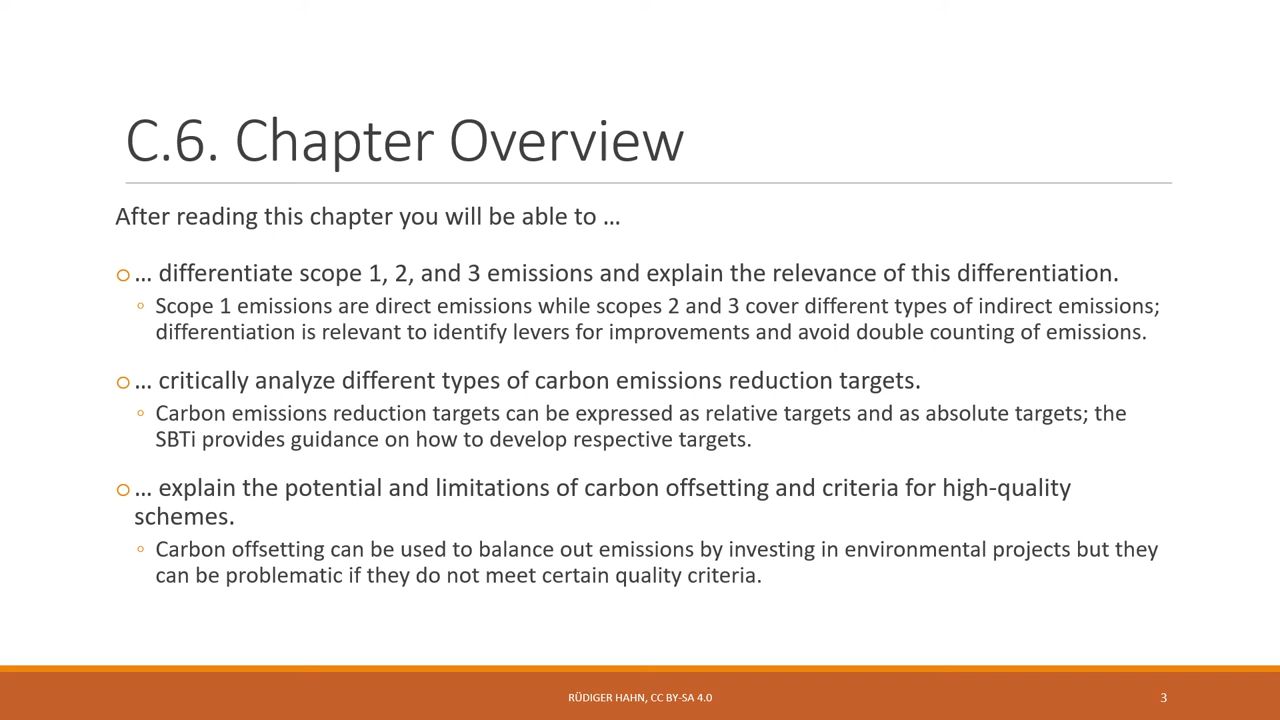 C.6. Chapter Overview
After reading this chapter you will be able to …
o … differentiate scope 1, 2, and 3 emissions and explain the relevance of this differentiation.
◦ Scope 1 emissions are direct emissions while scopes 2 and 3 cover different types of indirect emissions;
differentiation is relevant to identify levers for improvements and avoid double counting of emissions.
o … critically analyze different types of carbon emissions reduction targets.
◦ Carbon emissions reduction targets can be expressed as relative targets and as absolute targets; the
SBTi provides guidance on how to develop respective targets.
o … explain the potential and limitations of carbon offsetting and criteria for high-quality
schemes.
◦ Carbon offsetting can be used to balance out emissions by investing in environmental projects but they
can be problematic if they do not meet certain quality criteria.
RÜDIGER HAHN, CC BY-SA 4.0
3